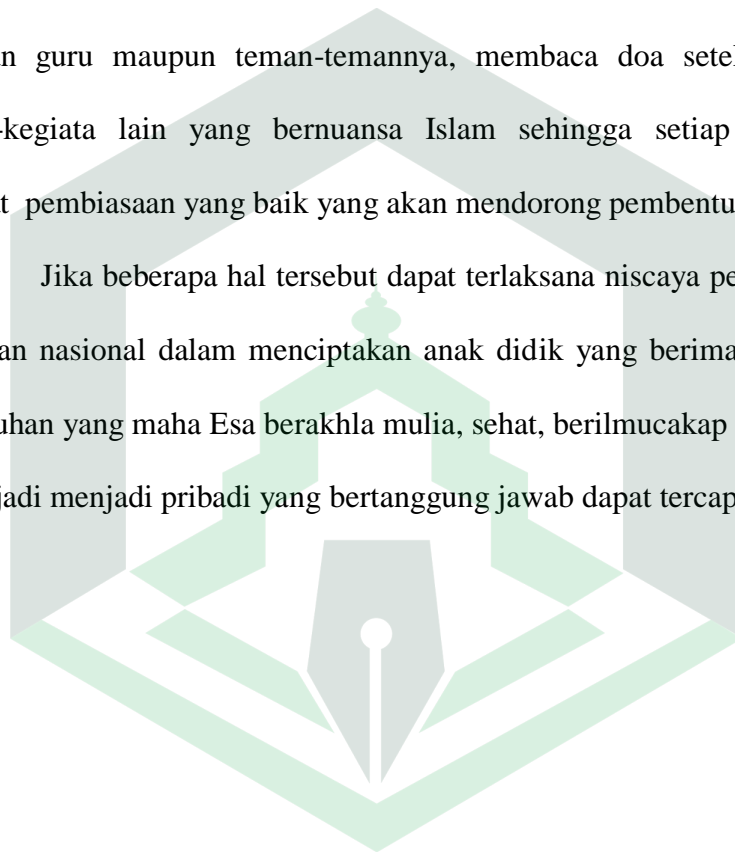 n guru maupun teman-temannya, membaca doa setel
-kegiata lain yang bernuansa Islam sehingga setiap
t pembiasaan yang baik yang akan mendorong pembentu
Jika beberapa hal tersebut dapat terlaksana niscaya pe
an nasional dalam menciptakan anak didik yang berima
uhan yang maha Esa berakhla mulia, sehat, berilmucakap
jadi menjadi pribadi yang bertanggung jawab dapat tercap